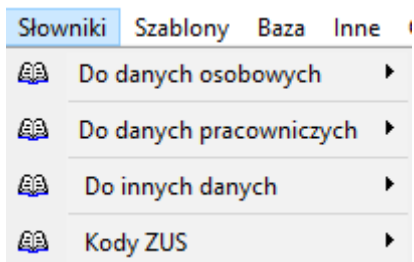 Słowniki Szablony Baza Inne
Do danych osobowych
Do danych pracowniczych
Do innych danych
Kody ZUS